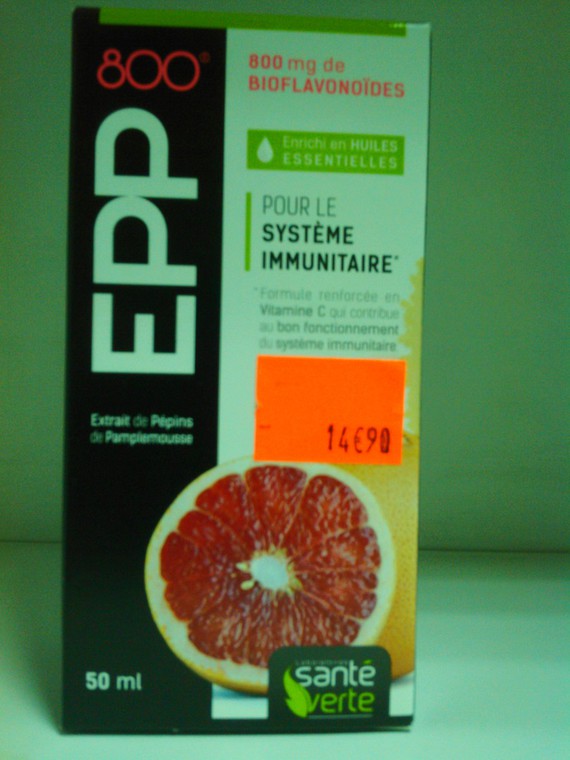 800®
EPP
Extrait de Pépins
de Pamplemousse
50 ml
800 mg de
BIOFLAVONOÏDES
Enrichi en HUILES
ESSENTIELLES
POUR LE
SYSTÈME
IMMUNITAIRE*
*Formule renforcée en
Vitamine C qui contribue
au bon fonctionnement
du système immunitaire
14€90
santé
verte